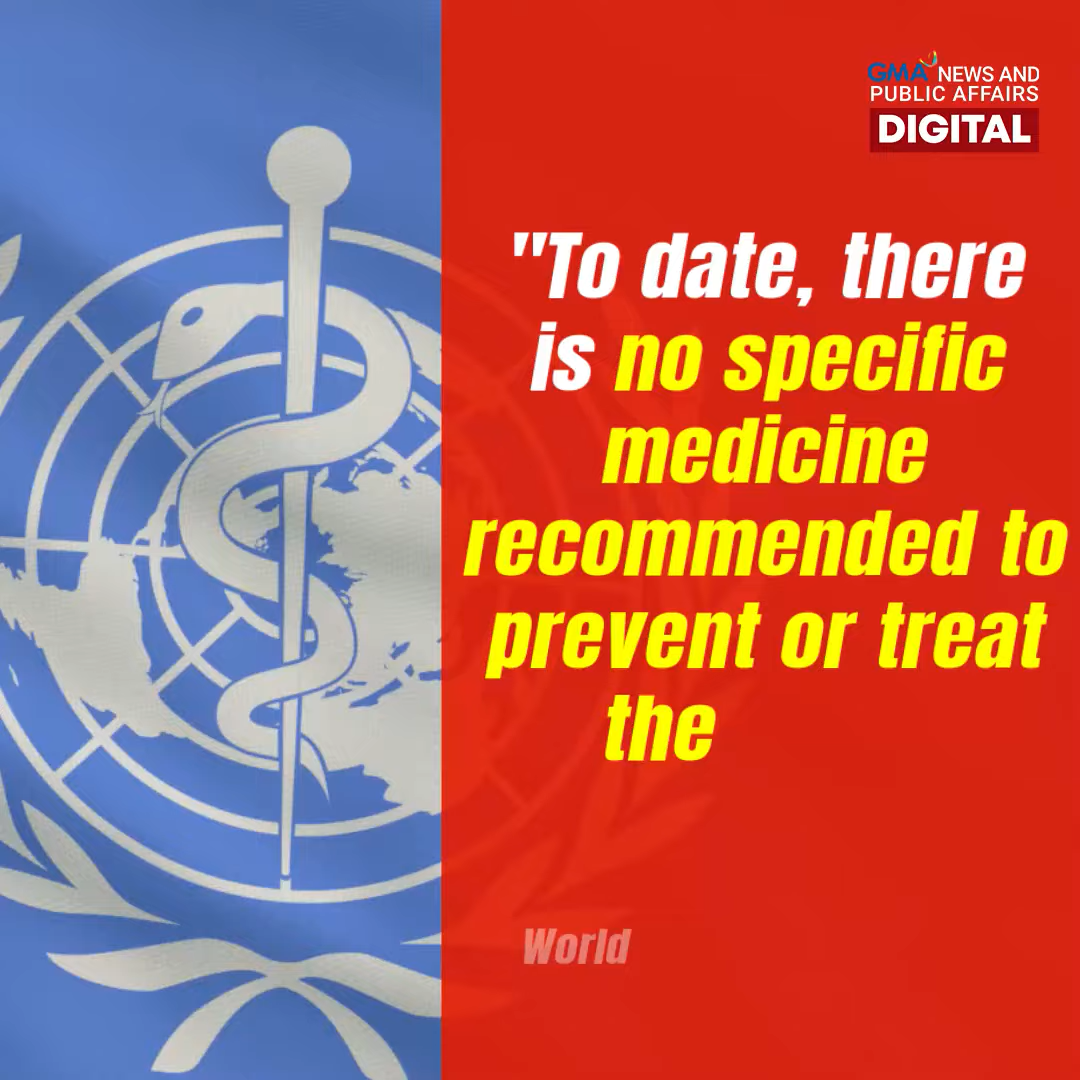 GMA NEWS AND
PUBLIC AFFAIRS
DIGITAL
"To date, there
is no specific
medicine
recommended to
prevent or treat
the
World